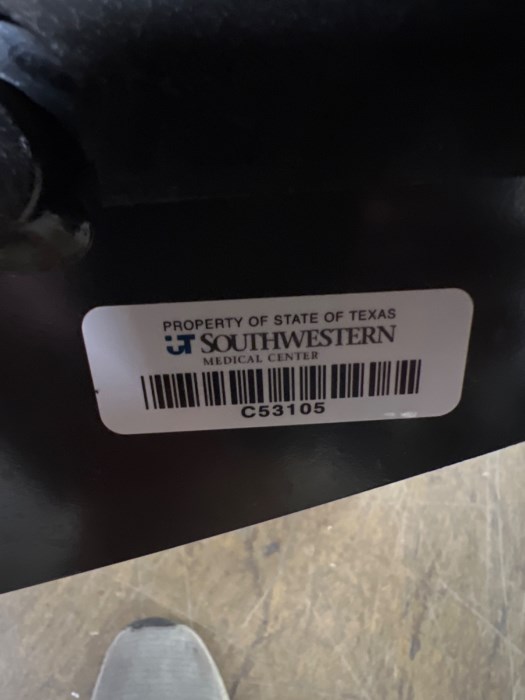 PROPERTY OF STATE OF TEXAS
UT SOUTHWESTERN
MEDICAL CENTER
C53105